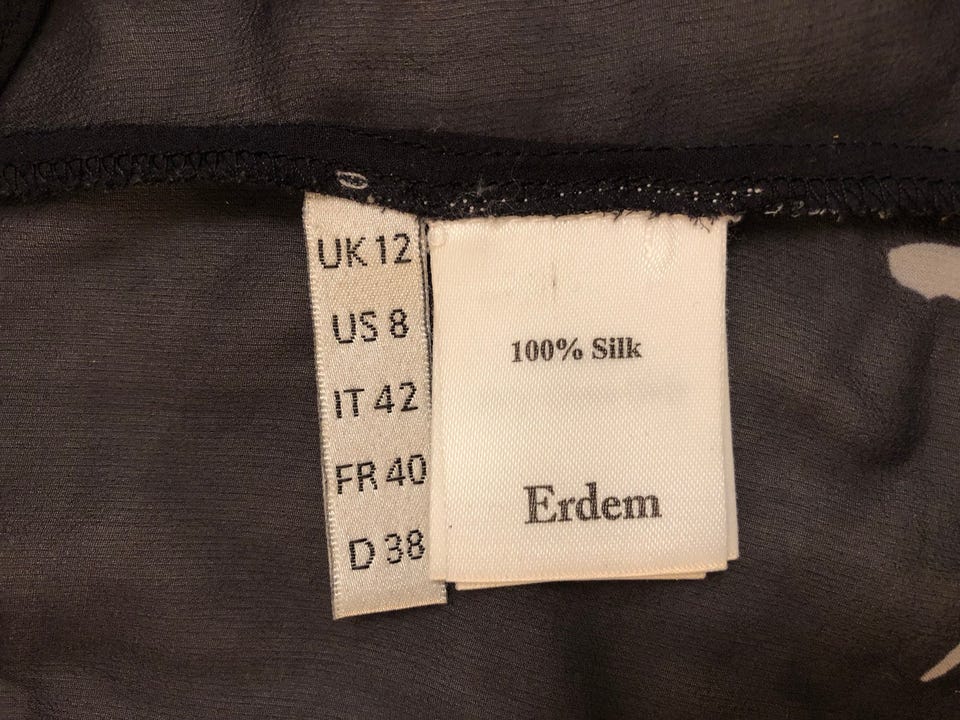 UK 12
US 8
IT 42
FR 40
D 38
100% Silk
Erdem